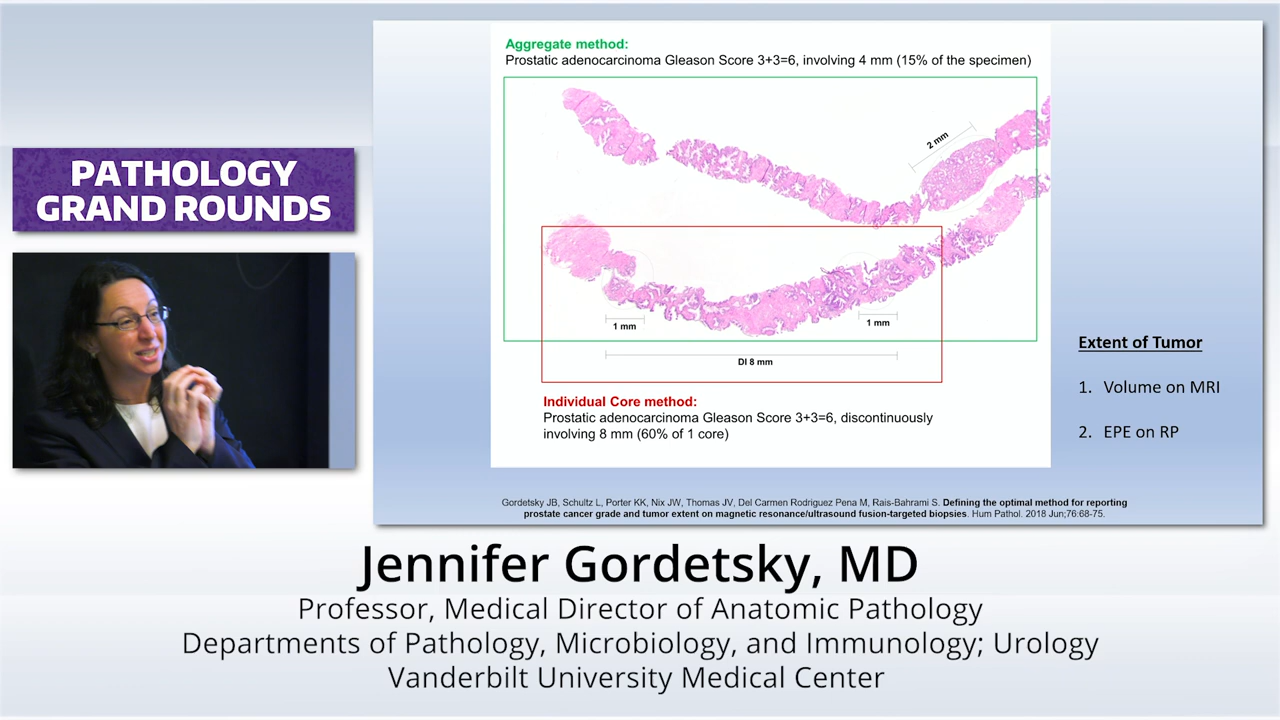 PATHOLOGY
GRAND ROUNDS
Aggregate method:
Prostatic adenocarcinoma Gleason Score 3+3=6, involving 4 mm (15% of the specimen)
2 mm
1 mm
1 mm
DI 8 mm
Individual Core method:
Prostatic adenocarcinoma Gleason Score 3+3=6, discontinuously
involving 8 mm (60% of 1 core)
Extent of Tumor
1. Volume on MRI
2. EPE on RP
Gordetsky JB, Schultz L, Porter KK, Nix JW, Thomas JV, Del Carmen Rodriguez Pena M, Rais-Bahrami S. Defining the optimal method for reporting
prostate cancer grade and tumor extent on magnetic resonance/ultrasound fusion-targeted biopsies. Hum Pathol. 2018 Jun;76:68-75.
Jennifer Gordetsky, MD
Professor, Medical Director of Anatomic Pathology
Departments of Pathology, Microbiology, and Immunology; Urology
Vanderbilt University Medical Center